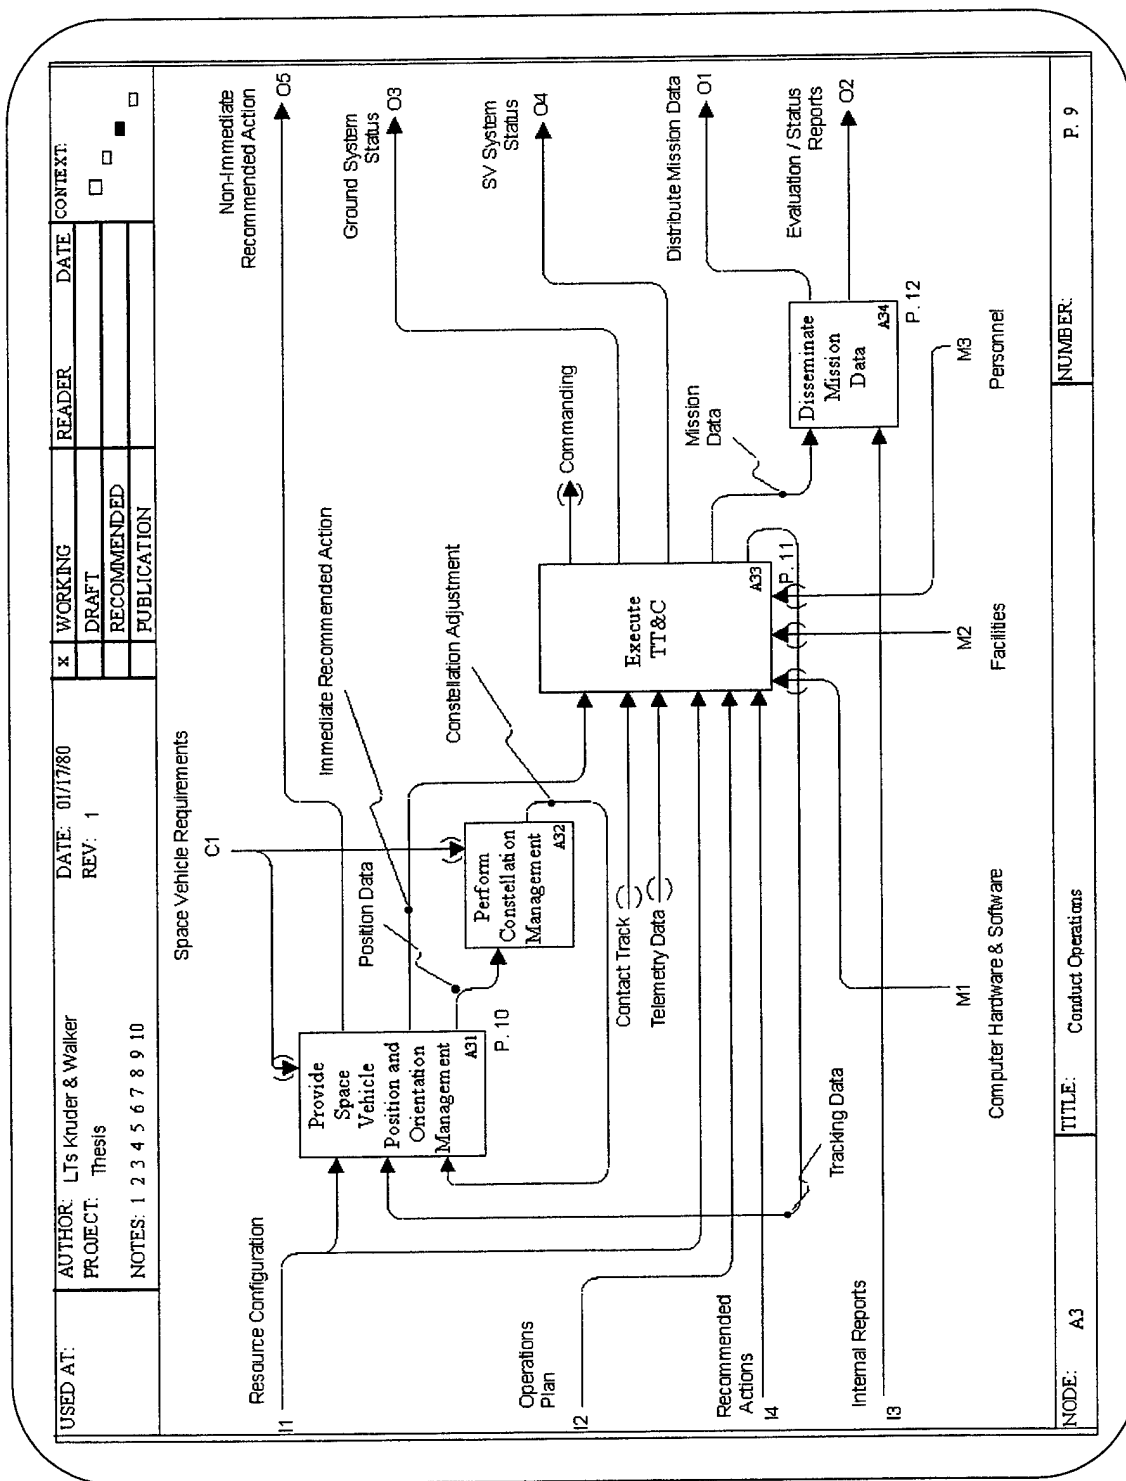 USED AT:
AUTHOR: LTs Kruder & Walker
PROJECT: Thesis
NOTES: 1 2 3 4 5 6 7 8 9 10
DATE: 01/17/80
REV: 1
x WORKING
DRAFT
RECOMMENDED
PUBLICATION
READER DATE
CONTEXT:
Space Vehicle Requirements
C1
Resource Configuration
I1
Non-Immediate
Recommended Action
O5
Immediate Recommended Action
Position Data
Provide
Space
Vehicle
Position and
Orientation
Management
A31
P. 10
Ground System
Status
O3
Perform
Constellation
Management
A32
Constellation Adjustment
SV System
Status
O4
Commanding
Contact Track
Telemetry Data
Execute
TT&C
A33
P. 11
Operations
Plan
I2
Distribute Mission Data
O1
Mission
Data
Recommended
Actions
I4
Evaluation / Status
Reports
O2
Disseminate
Mission
Data
A34
P. 12
Tracking Data
Internal Reports
I3
M1
Computer Hardware & Software
M2
Facilities
M3
Personnel
NODE: A3
TITLE: Conduct Operations
NUMBER: P. 9